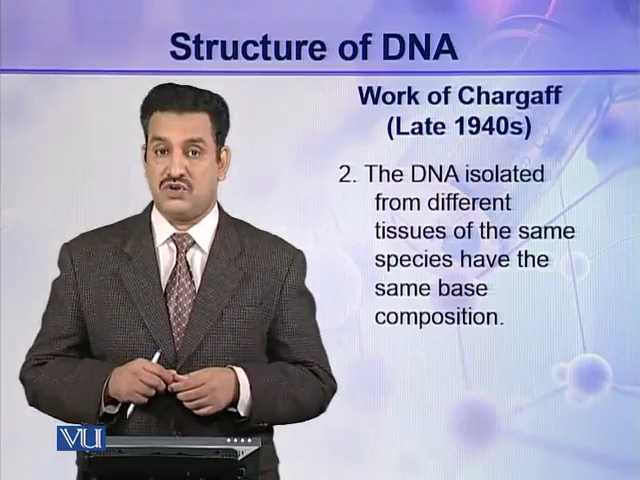 Structure of DNA
Work of Chargaff
(Late 1940s)
2. The DNA isolated
from different
tissues of the same
species have the
same base
composition.
VU